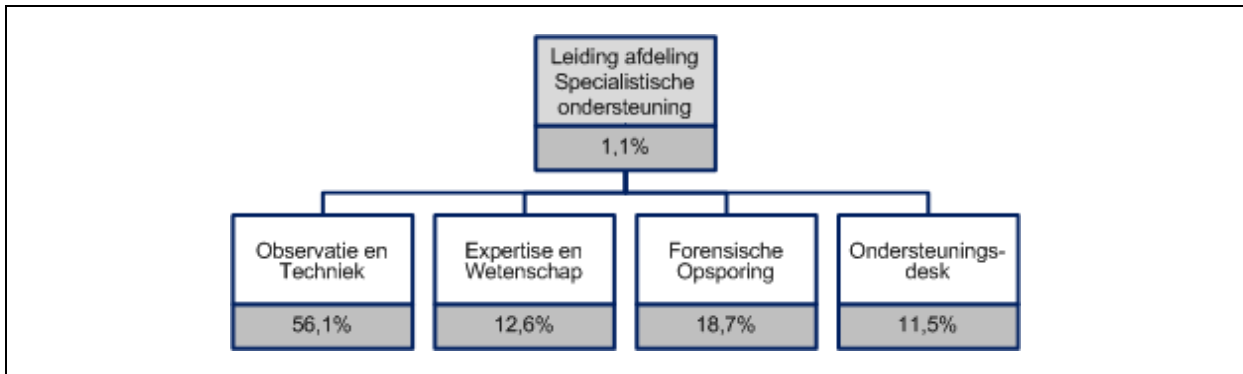 Leiding afdeling
Specialistische
ondersteuning
1,1%
Observatie en
Techniek
56,1%
Expertise en
Wetenschap
12,6%
Forensische
Opsporing
18,7%
Ondersteunings-
desk
11,5%